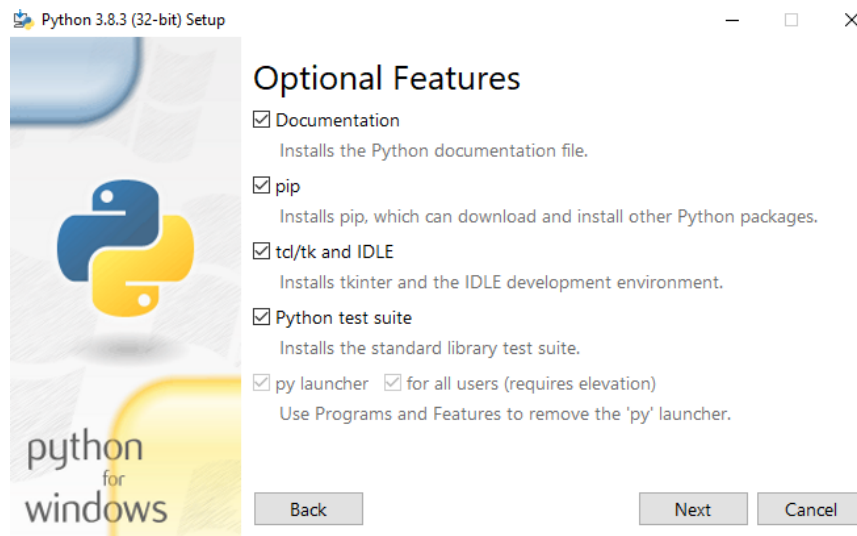 Python 3.8.3 (32-bit) Setup
Optional Features
Documentation
Installs the Python documentation file.
pip
Installs pip, which can download and install other Python packages.
tcl/tk and IDLE
Installs tkinter and the IDLE development environment.
Python test suite
Installs the standard library test suite.
py launcher for all users (requires elevation)
Use Programs and Features to remove the 'py' launcher.
python
for
windows
Back Next Cancel